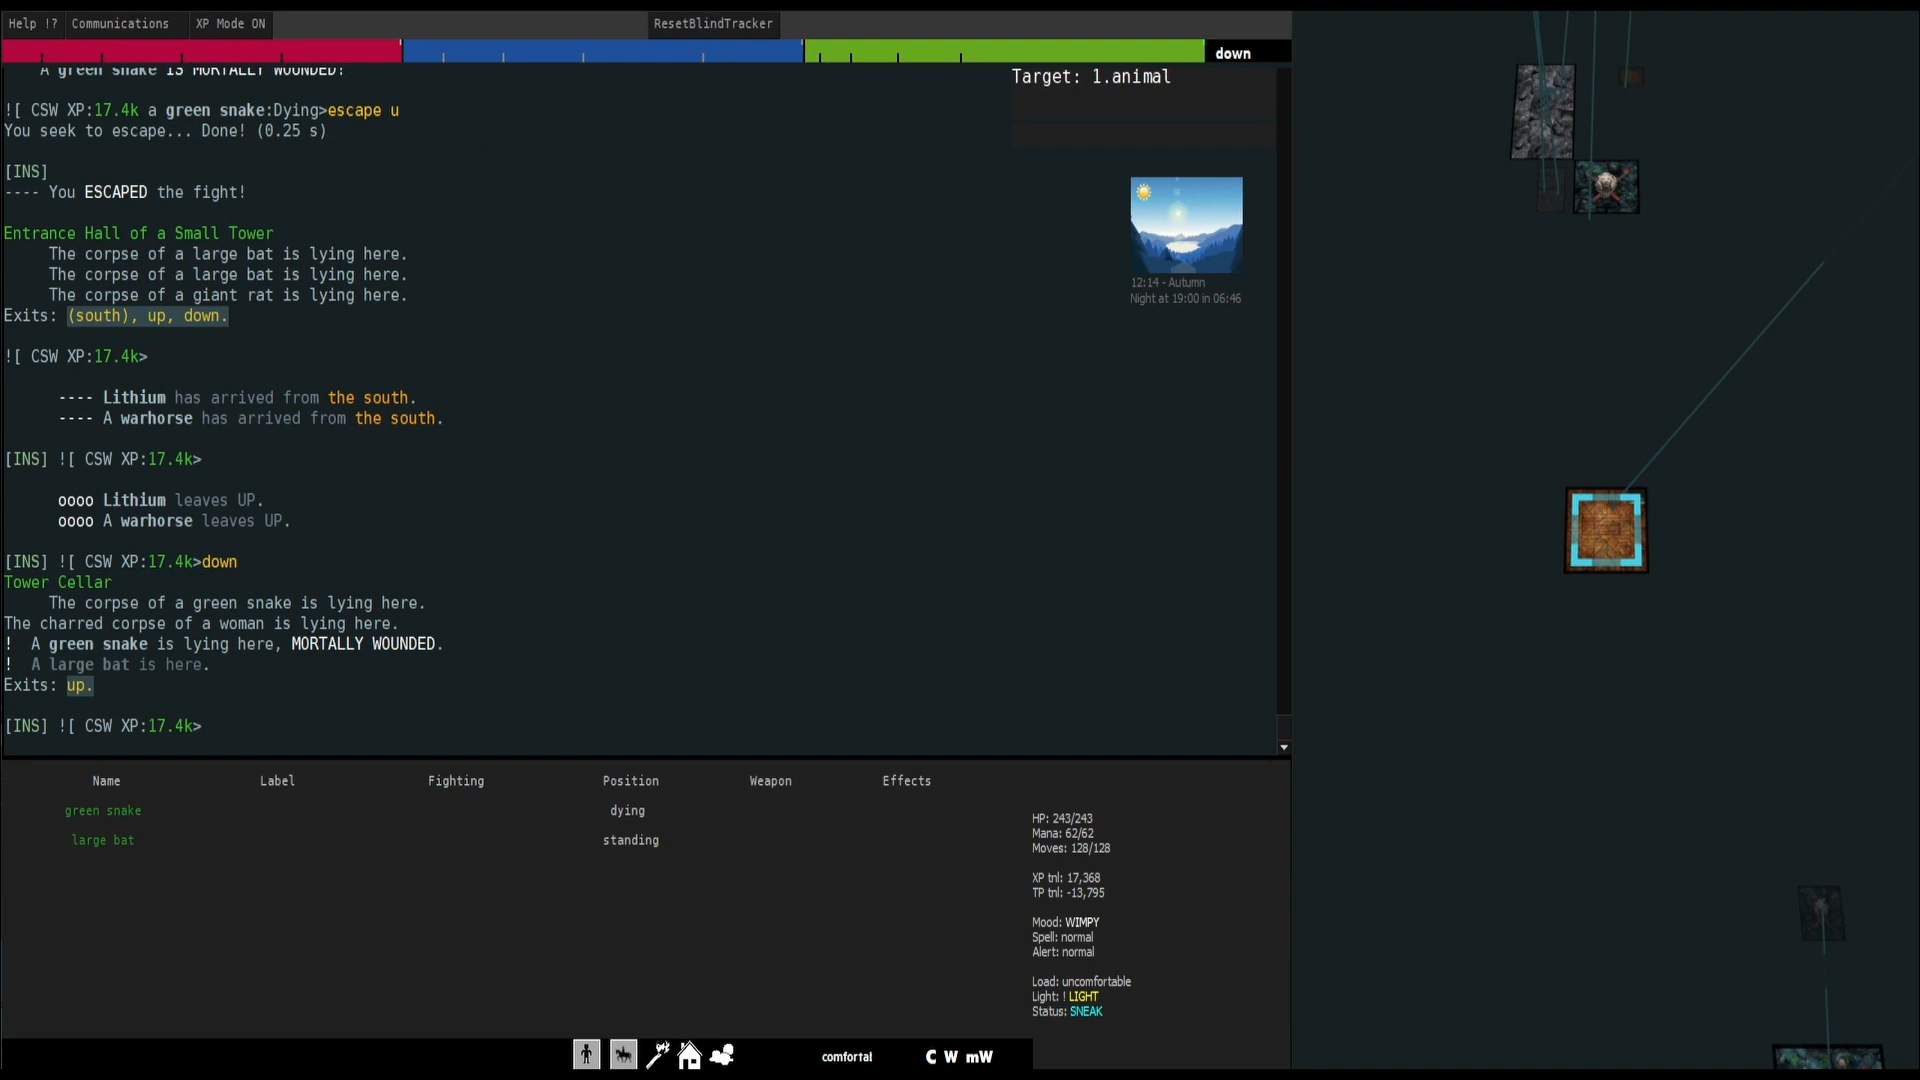 Help !? Communications XP Mode ON ResetBlindTracker
down
A green snake IS MORTALLY WOUNDED!
Target: 1.animal
![ CSW XP:17.4k a green snake:Dying>escape u
You seek to escape... Done! (0.25 s)
[INS]
---- You ESCAPED the fight!
Entrance Hall of a Small Tower
The corpse of a large bat is lying here.
The corpse of a large bat is lying here.
The corpse of a giant rat is lying here.
Exits: (south), up, down.
12:14 - Autumn
Night at 19:00 in 06:46
![ CSW XP:17.4k>
---- Lithium has arrived from the south.
---- A warhorse has arrived from the south.
[INS] ![ CSW XP:17.4k>
oooo Lithium leaves UP.
oooo A warhorse leaves UP.
[INS] ![ CSW XP:17.4k>down
Tower Cellar
The corpse of a green snake is lying here.
The charred corpse of a woman is lying here.
! A green snake is lying here, MORTALLY WOUNDED.
! A large bat is here.
Exits: up.
[INS] ![ CSW XP:17.4k>
Name Label Fighting Position Weapon Effects
green snake dying
large bat standing
HP: 243/243
Mana: 62/62
Moves: 128/128
XP tnl: 17,368
TP tnl: -13,795
Mood: WIMPY
Spell: normal
Alert: normal
Load: uncomfortable
Light: ! LIGHT
Status: SNEAK
comfortal C W mW